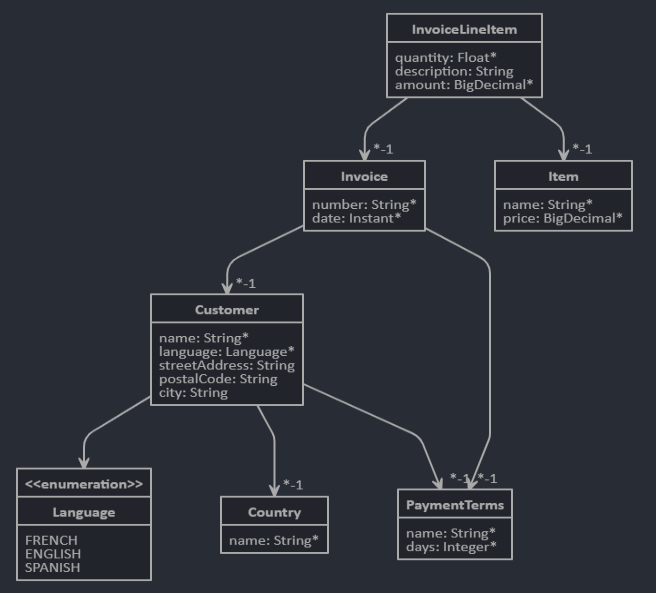 InvoiceLineItem
quantity: Float*
description: String
amount: BigDecimal*
*-1
*-1
Invoice
number: String*
date: Instant*
Item
name: String*
price: BigDecimal*
*-1
Customer
name: String*
language: Language*
streetAddress: String
postalCode: String
city: String
<<enumeration>>
Language
FRENCH
ENGLISH
SPANISH
*-1
Country
name: String*
*-1
*-1
PaymentTerms
name: String*
days: Integer*